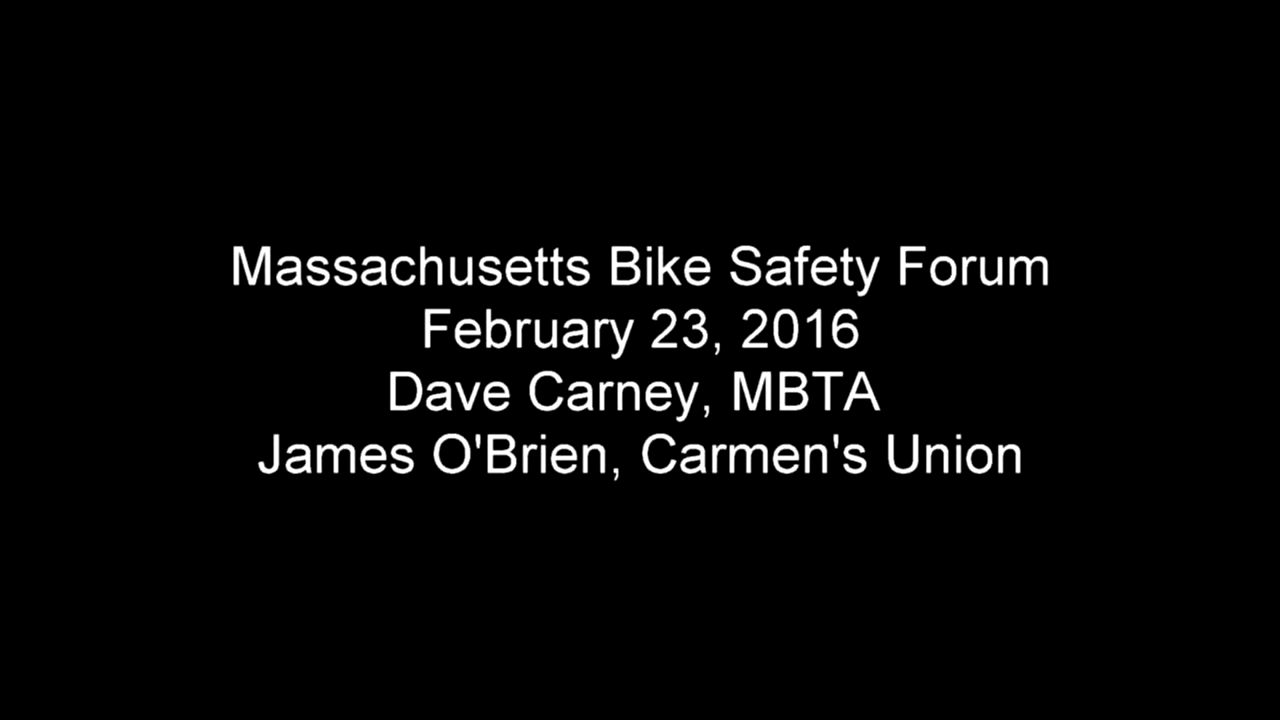 Massachusetts Bike Safety Forum
February 23, 2016
Dave Carney, MBTA
James O'Brien, Carmen's Union